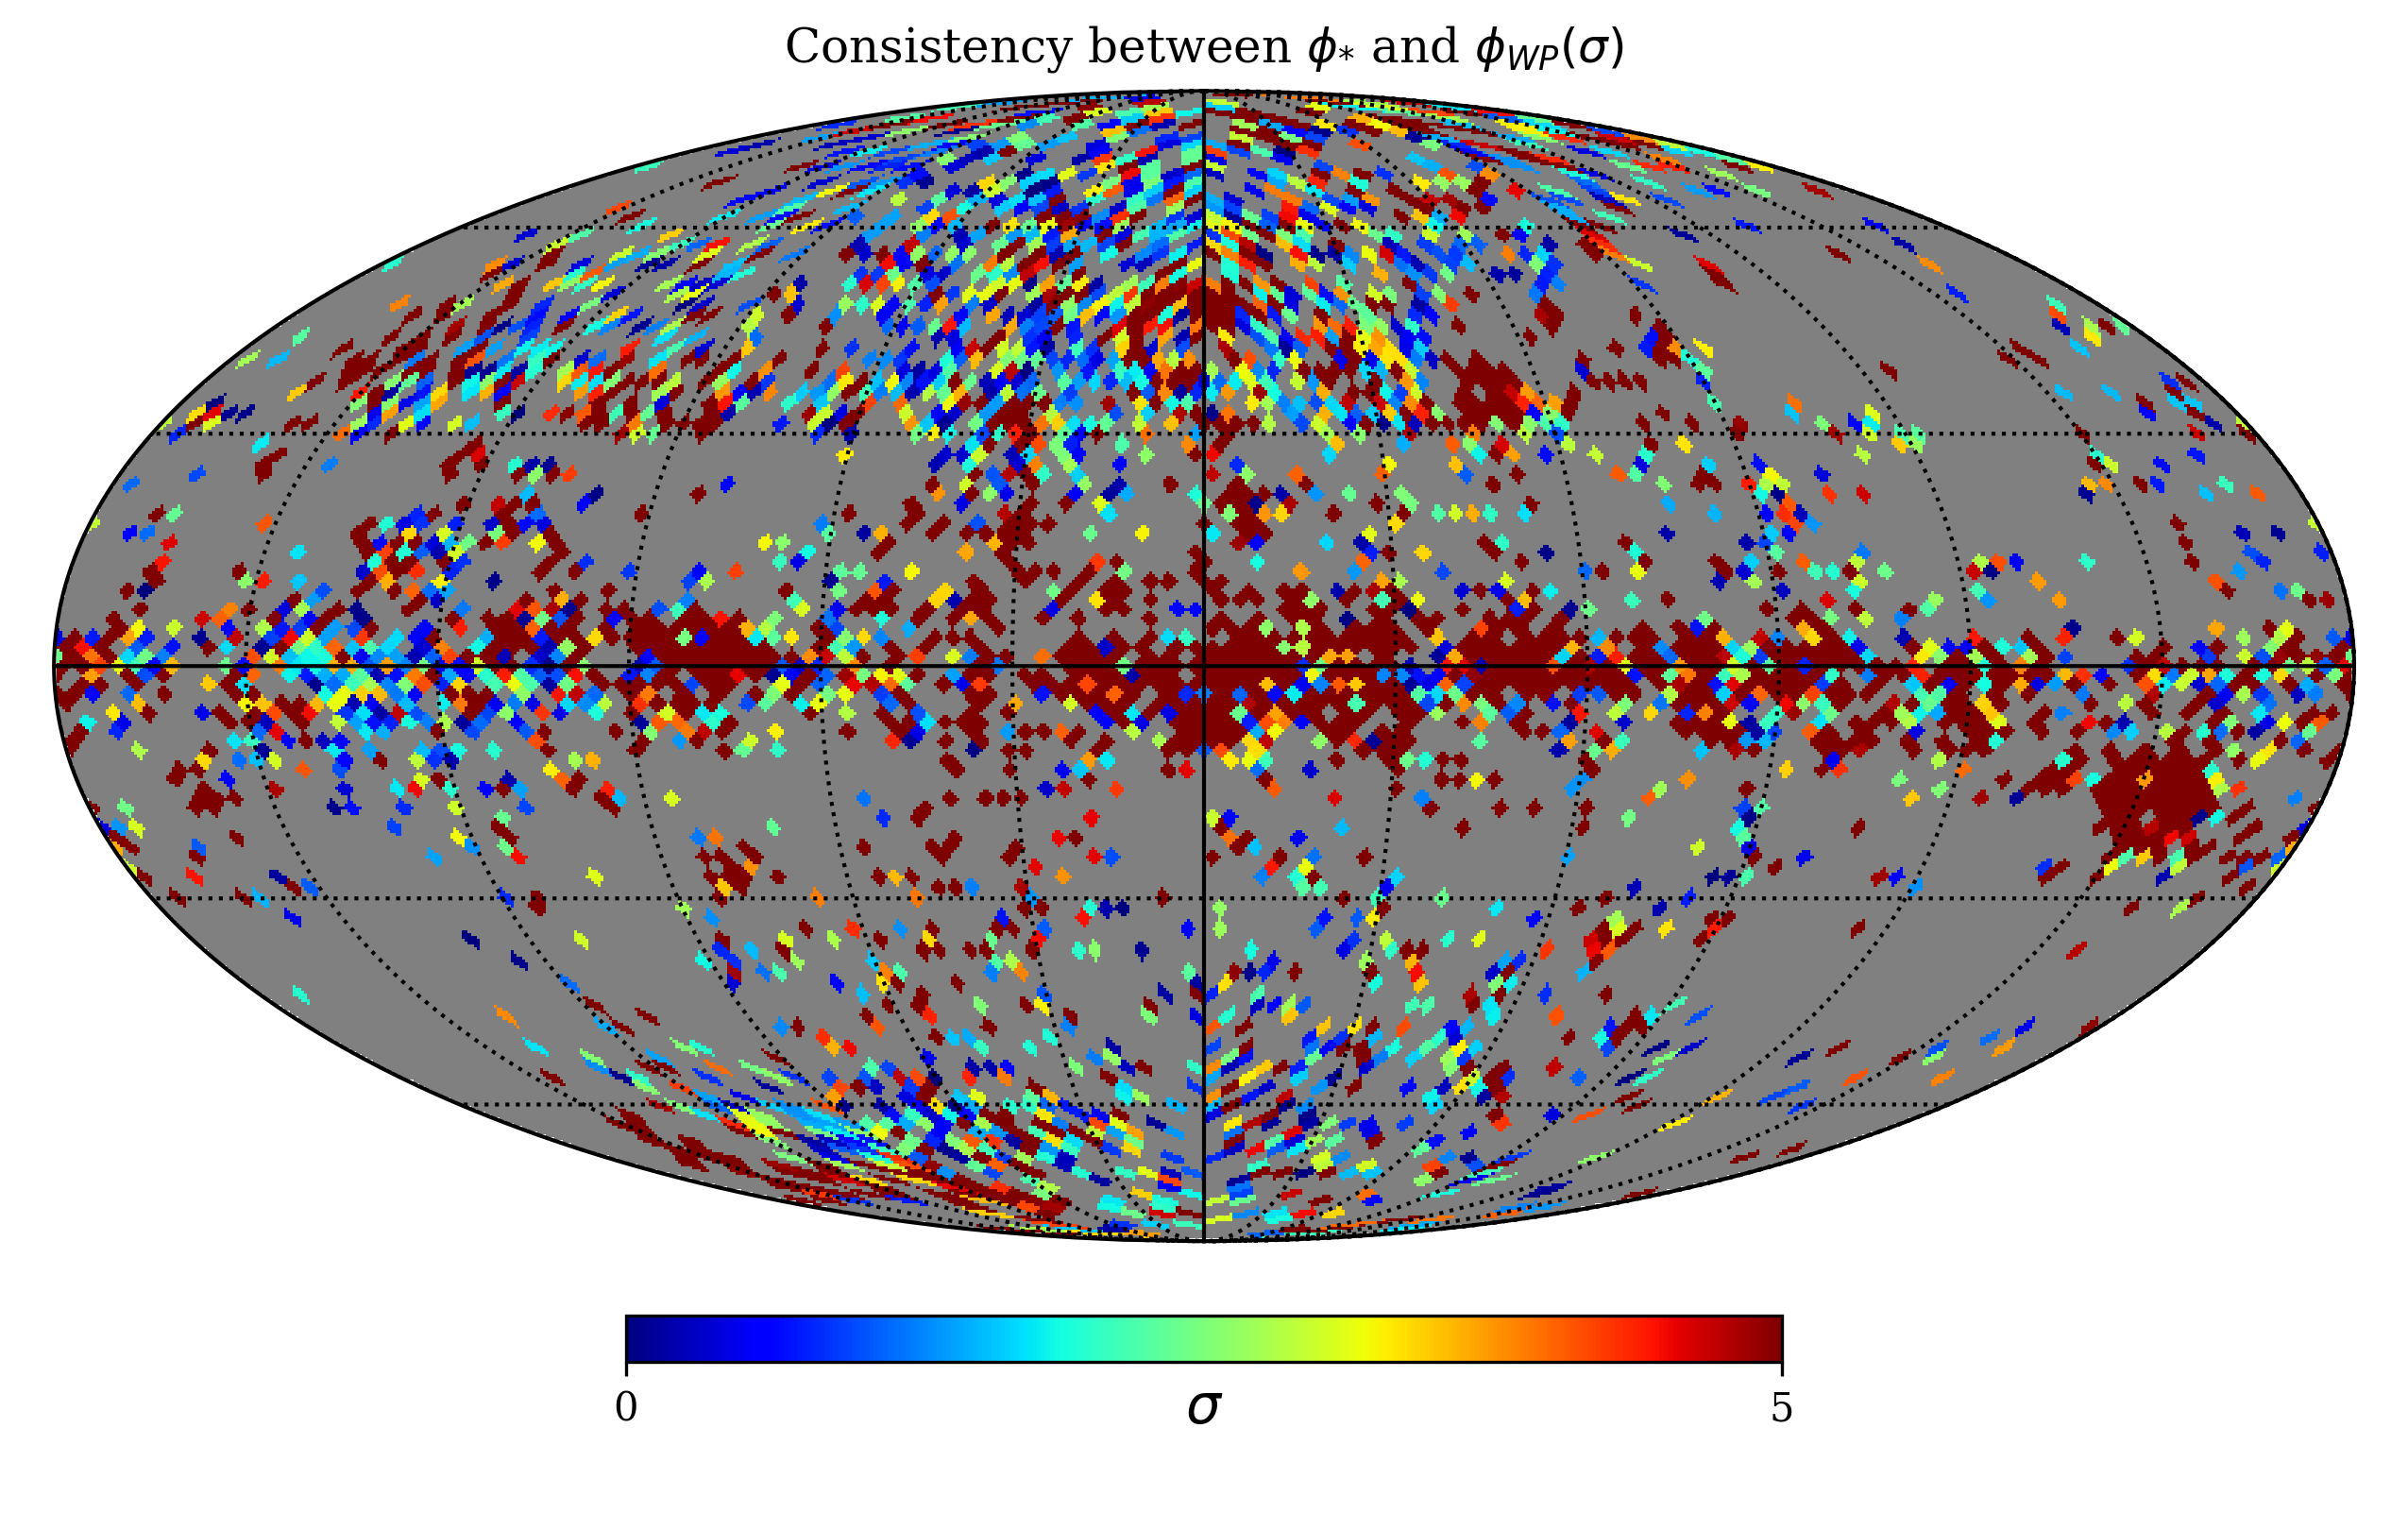 Consistency between ϕ* and ϕWP(σ)
0 σ 5